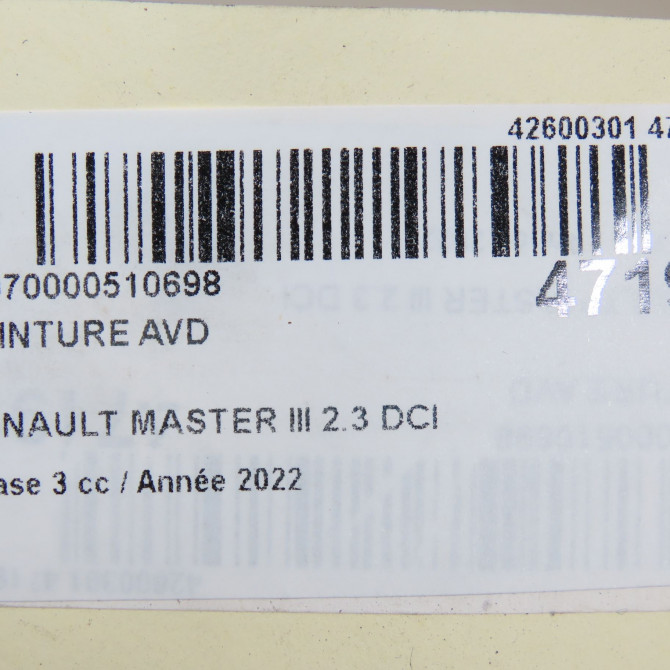 42600301 47
70000510698
4719
INTURE AVD
NAULT MASTER III 2.3 DCI
ase 3 cc / Année 2022